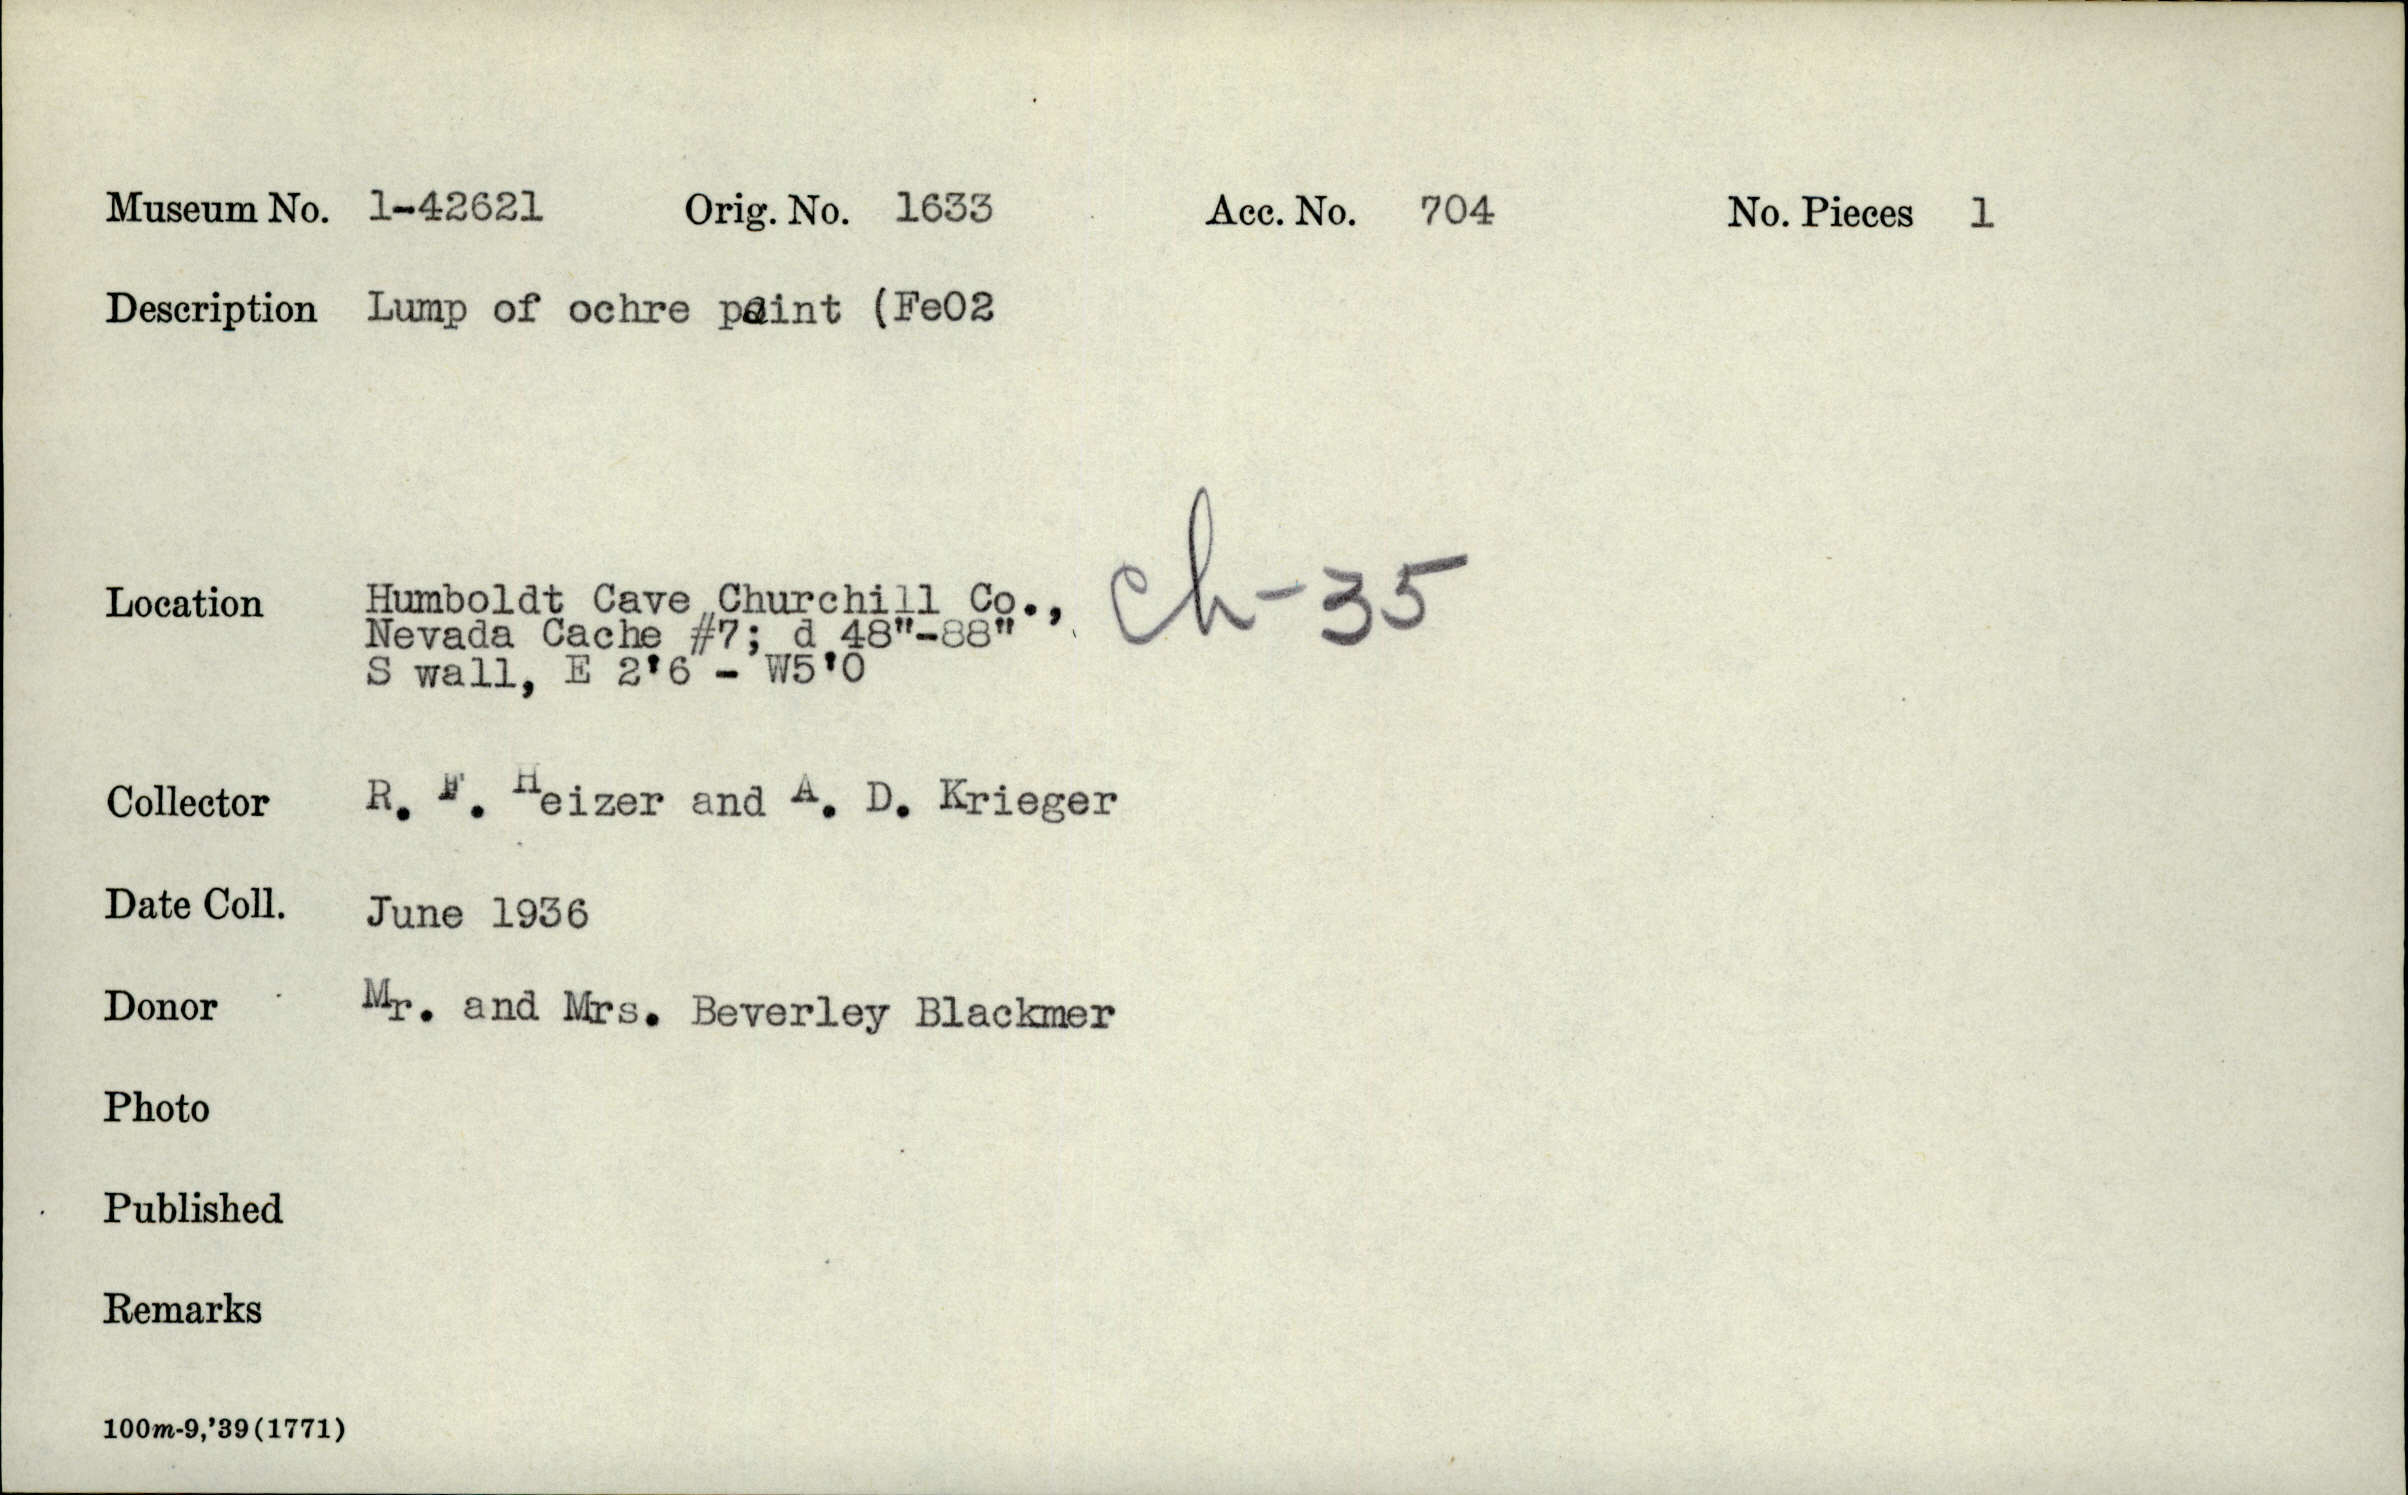 Museum No. 1-42621 Orig. No. 1633 Acc. No. 704 No. Pieces 1
Description Lump of ochre paint (FeO2
Location Humboldt Cave, Churchill Co.,
Nevada Cache #7; d 48"-88"
S wall, E 2'6 - W5'0
Ch-35
Collector R. F. Heizer and A. D. Krieger
Date Coll. June 1936
Donor Mr. and Mrs. Beverley Blackmer
Photo
Published
Remarks
100m-9,'39(1771)